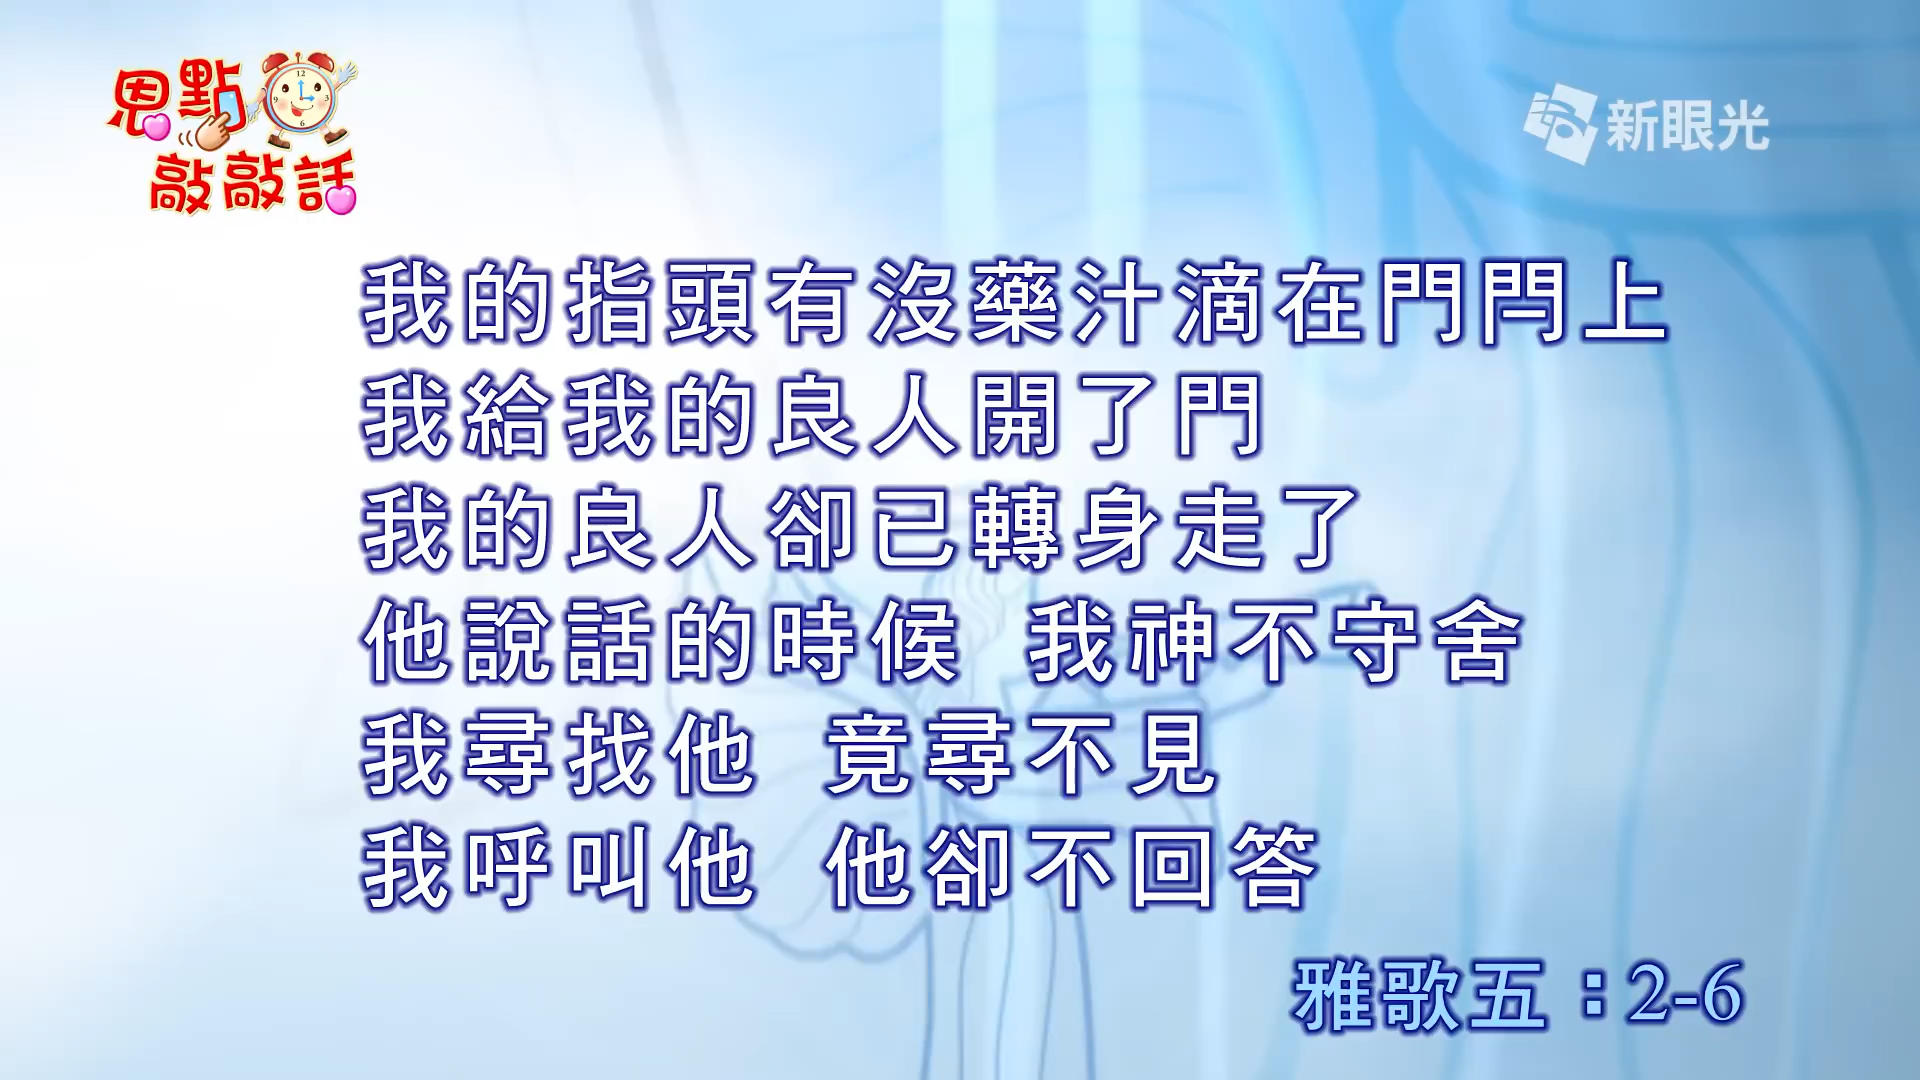 恩點
敲敲話
新眼光
我的指頭有沒藥汁滴在門閂上
我給我的良人開了門
我的良人卻已轉身走了
他說話的時候 我神不守舍
我尋找他 竟尋不見
我呼叫他 他卻不回答
雅歌五：2-6